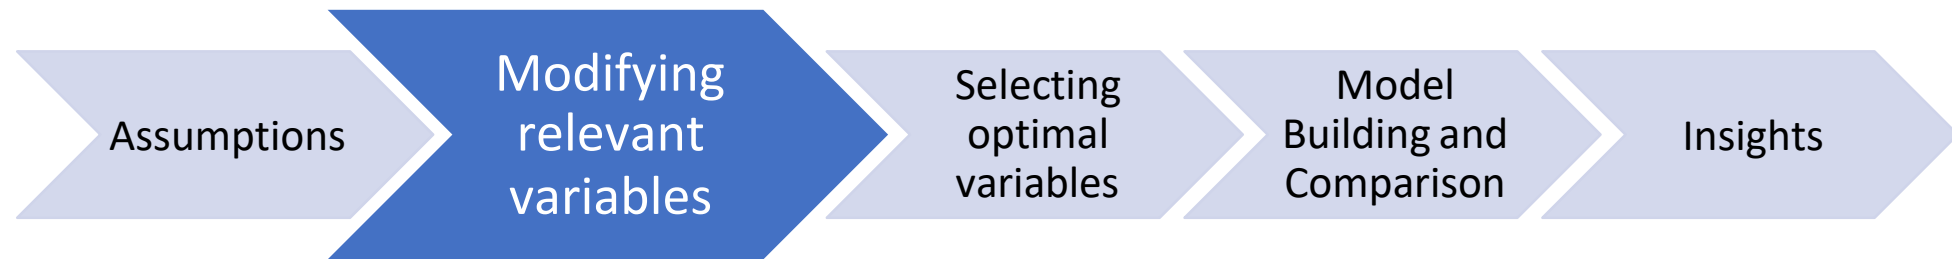 Assumptions
Modifying
relevant
variables
Selecting
optimal
variables
Model
Building and
Comparison
Insights